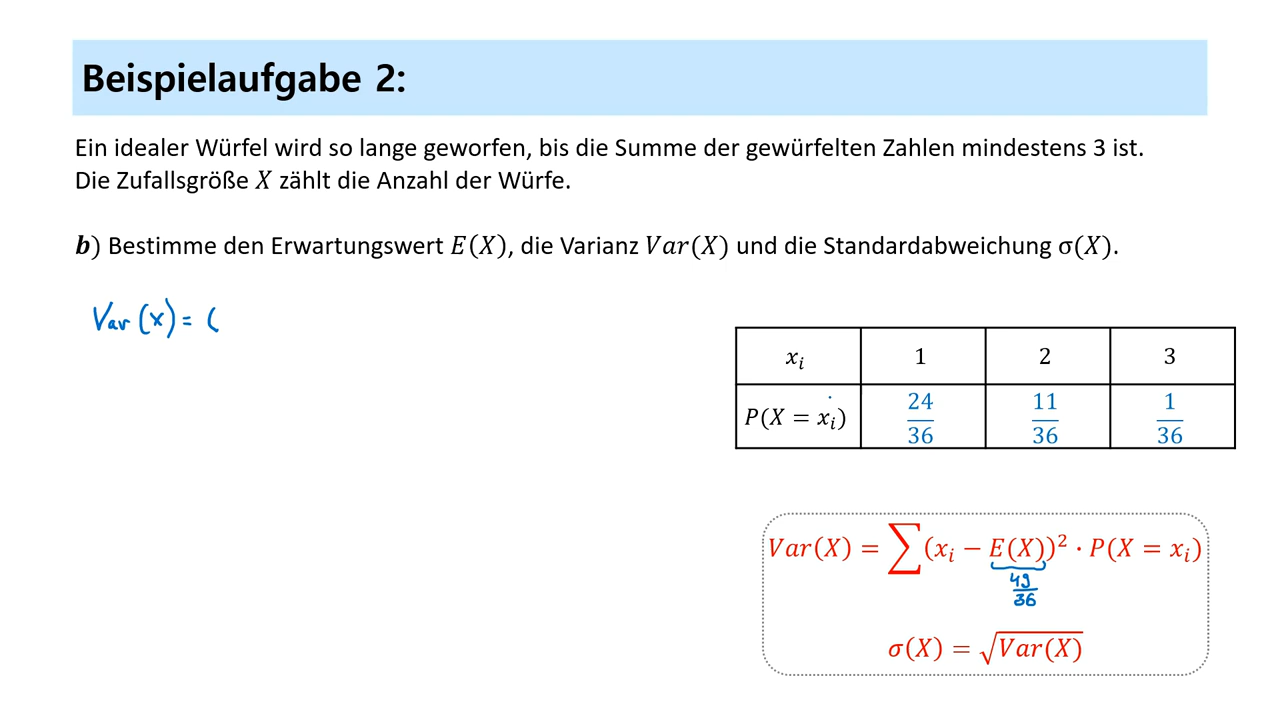 Beispielaufgabe 2:
Ein idealer Würfel wird so lange geworfen, bis die Summe der gewürfelten Zahlen mindestens 3 ist.
Die Zufallsgröße X zählt die Anzahl der Würfe.
b) Bestimme den Erwartungswert E(X), die Varianz Var(X) und die Standardabweichung σ(X).
Var (x) = (
x_i 1 2 3
P(X = x_i) 24/36 11/36 1/36
Var(X) = ∑(x_i − E(X))² · P(X = x_i)
49/36
σ(X) = √Var(X)